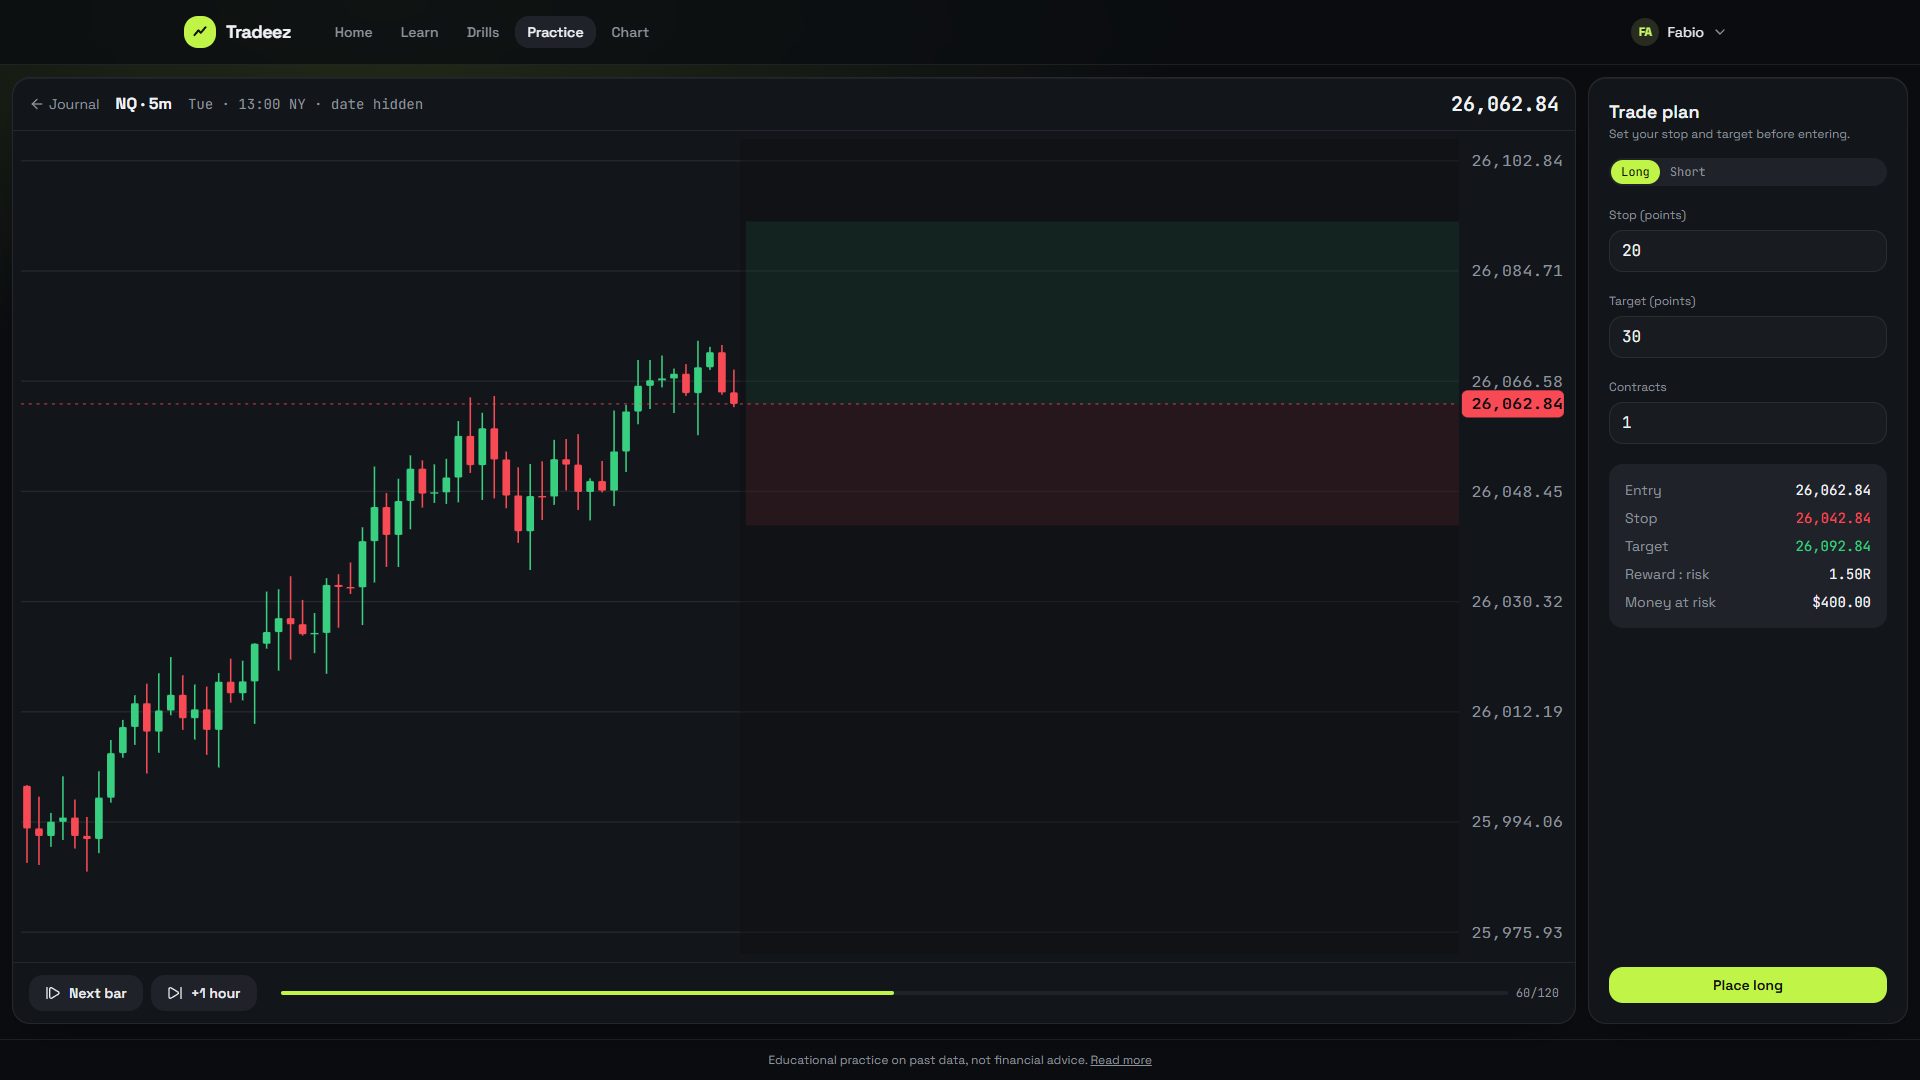 Tradeez
Home
Learn
Drills
Practice
Chart
FA
Fabio
Journal
NQ · 5m
Tue · 13:00 NY · date hidden
26,062.84
26,102.84
26,084.71
26,066.58
26,062.84
26,048.45
26,030.32
26,012.19
25,994.06
25,975.93
Next bar
+1 hour
60/120
Trade plan
Set your stop and target before entering.
Long
Short
Stop (points)
20
Target (points)
30
Contracts
1
Entry 26,062.84
Stop 26,042.84
Target 26,092.84
Reward : risk 1.50R
Money at risk $400.00
Place long
Educational practice on past data, not financial advice. Read more